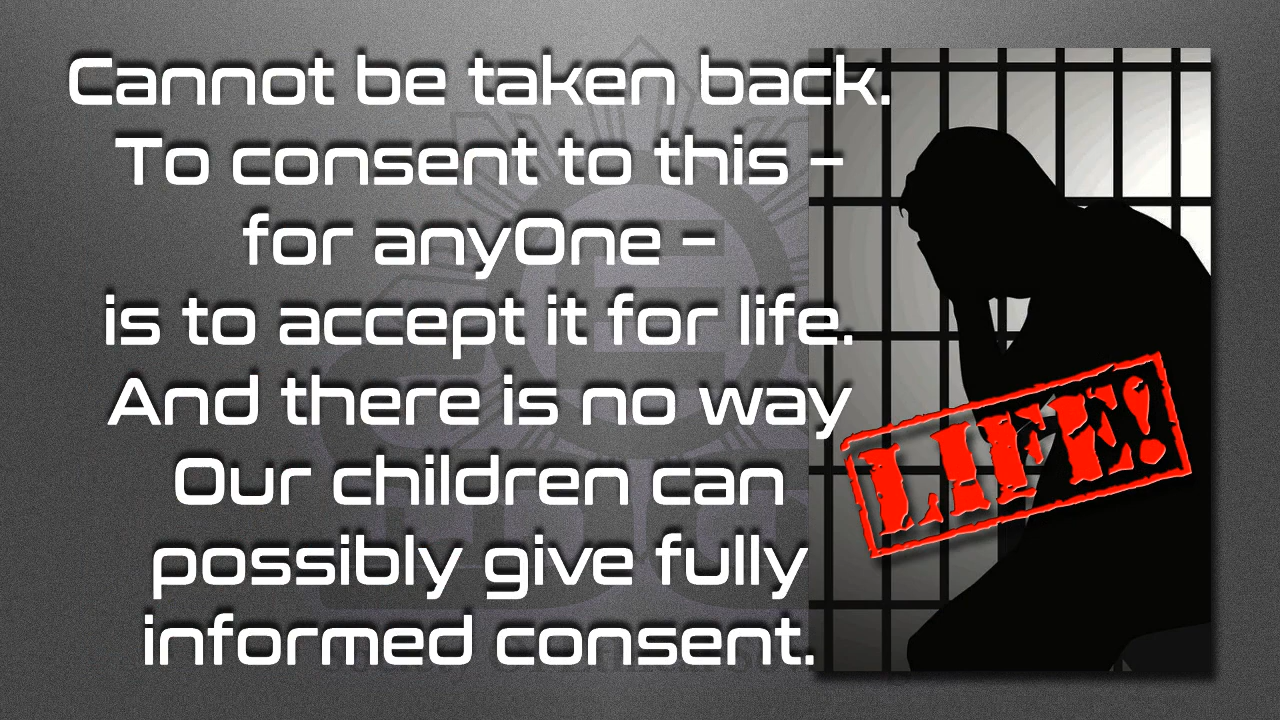 Cannot be taken back.
To consent to this –
for anyOne –
is to accept it for life.
And there is no way
Our children can
possibly give fully
informed consent.
LIFE!